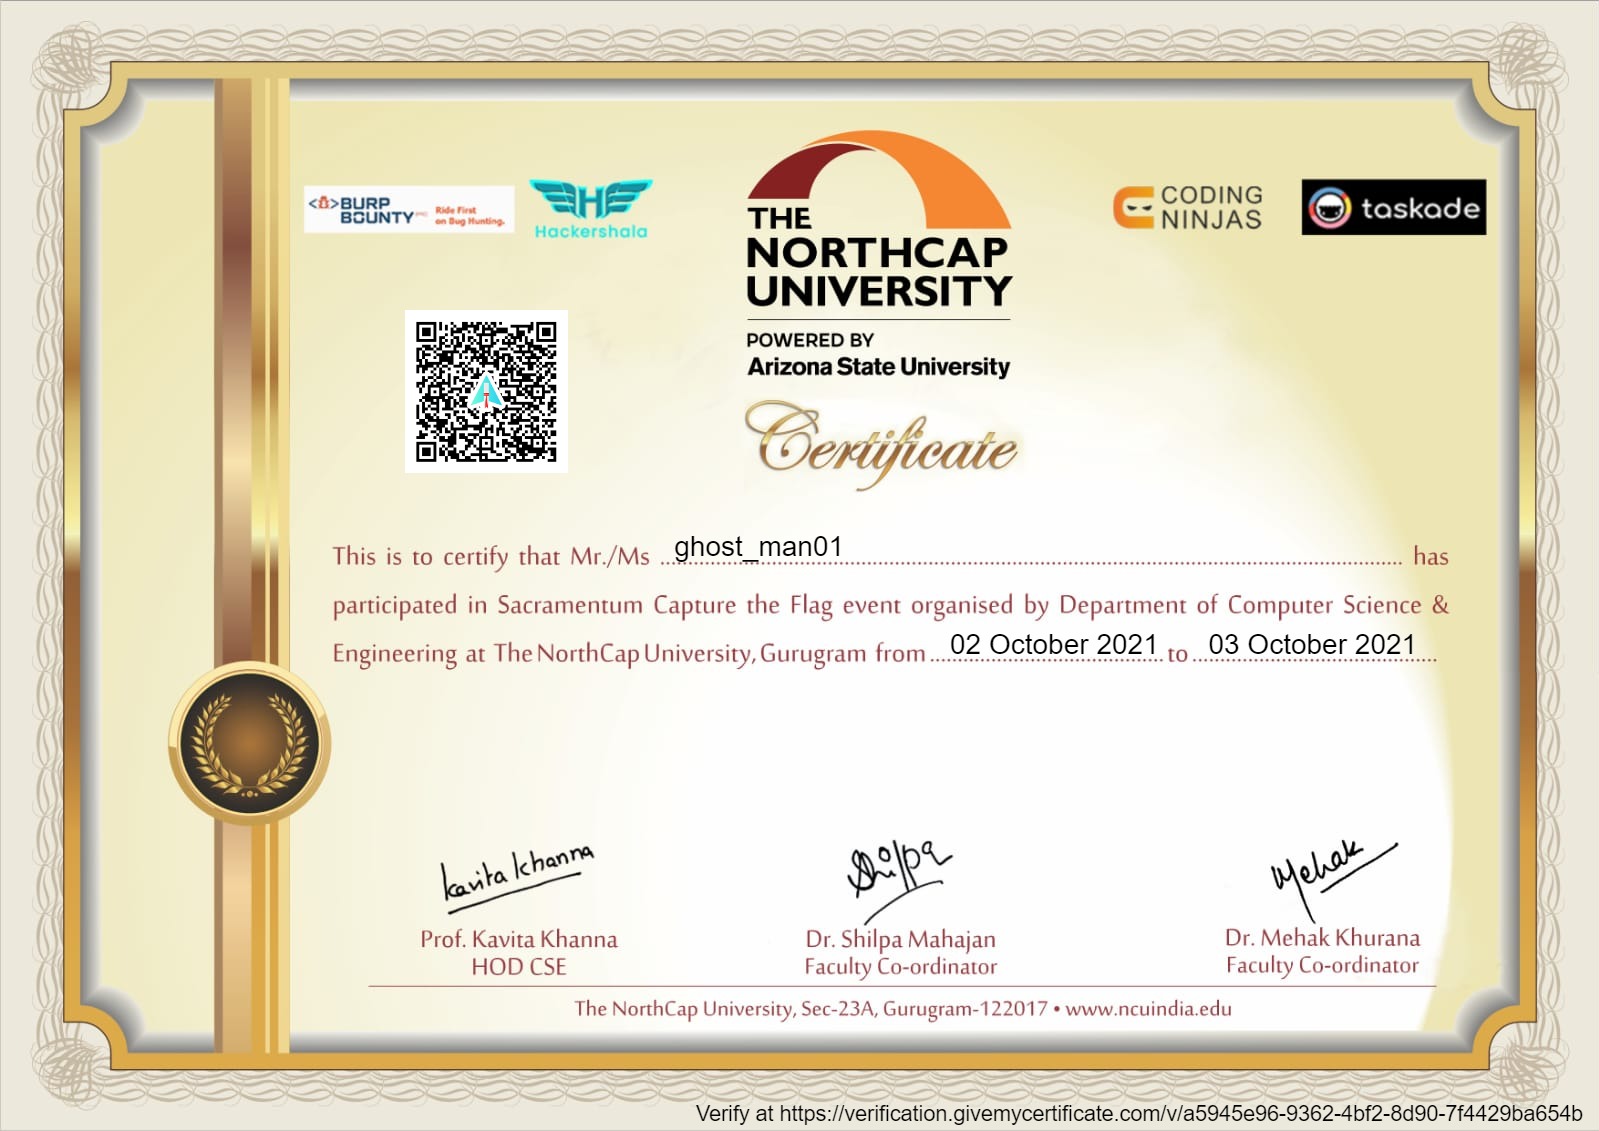 BURP
BOUNTY
Ride First
on Bug Hunting.
Hackershala
THE
NORTHCAP
UNIVERSITY
POWERED BY
Arizona State University
CODING
NINJAS
taskade
Certificate
This is to certify that Mr./Ms ghost_man01 has
participated in Sacramentum Capture the Flag event organised by Department of Computer Science &
Engineering at The NorthCap University, Gurugram from 02 October 2021 to 03 October 2021
Kavita Khanna
Shilpa
Mehak
Prof. Kavita Khanna
HOD CSE
Dr. Shilpa Mahajan
Faculty Co-ordinator
Dr. Mehak Khurana
Faculty Co-ordinator
The NorthCap University, Sec-23A, Gurugram-122017 • www.ncuindia.edu
Verify at https://verification.givemycertificate.com/v/a5945e96-9362-4bf2-8d90-7f4429ba654b